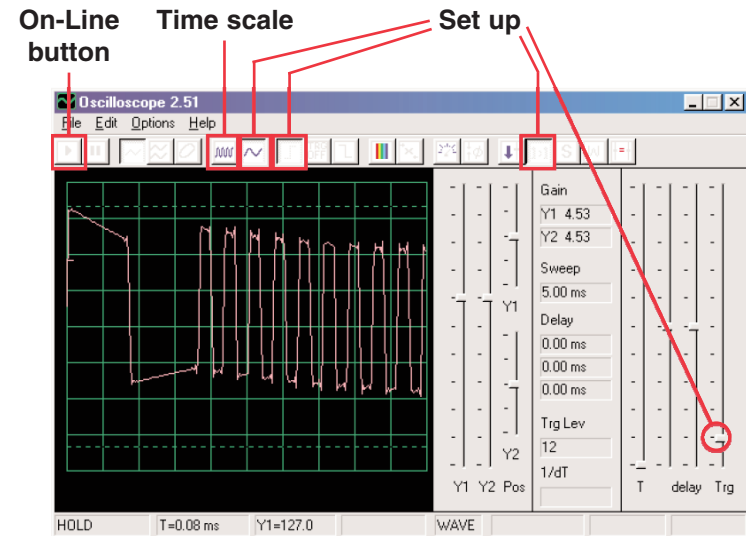 On-Line
button
Time scale
Set up
Oscilloscope 2.51
File Edit Options Help
Gain
Y1 4.53
Y2 4.53
Sweep
5.00 ms
Delay
0.00 ms
0.00 ms
0.00 ms
Trg Lev
12
1/dT
Y1
Y2
Y1 Y2 Pos
T delay Trg
HOLD T=0.08 ms Y1=127.0 WAVE